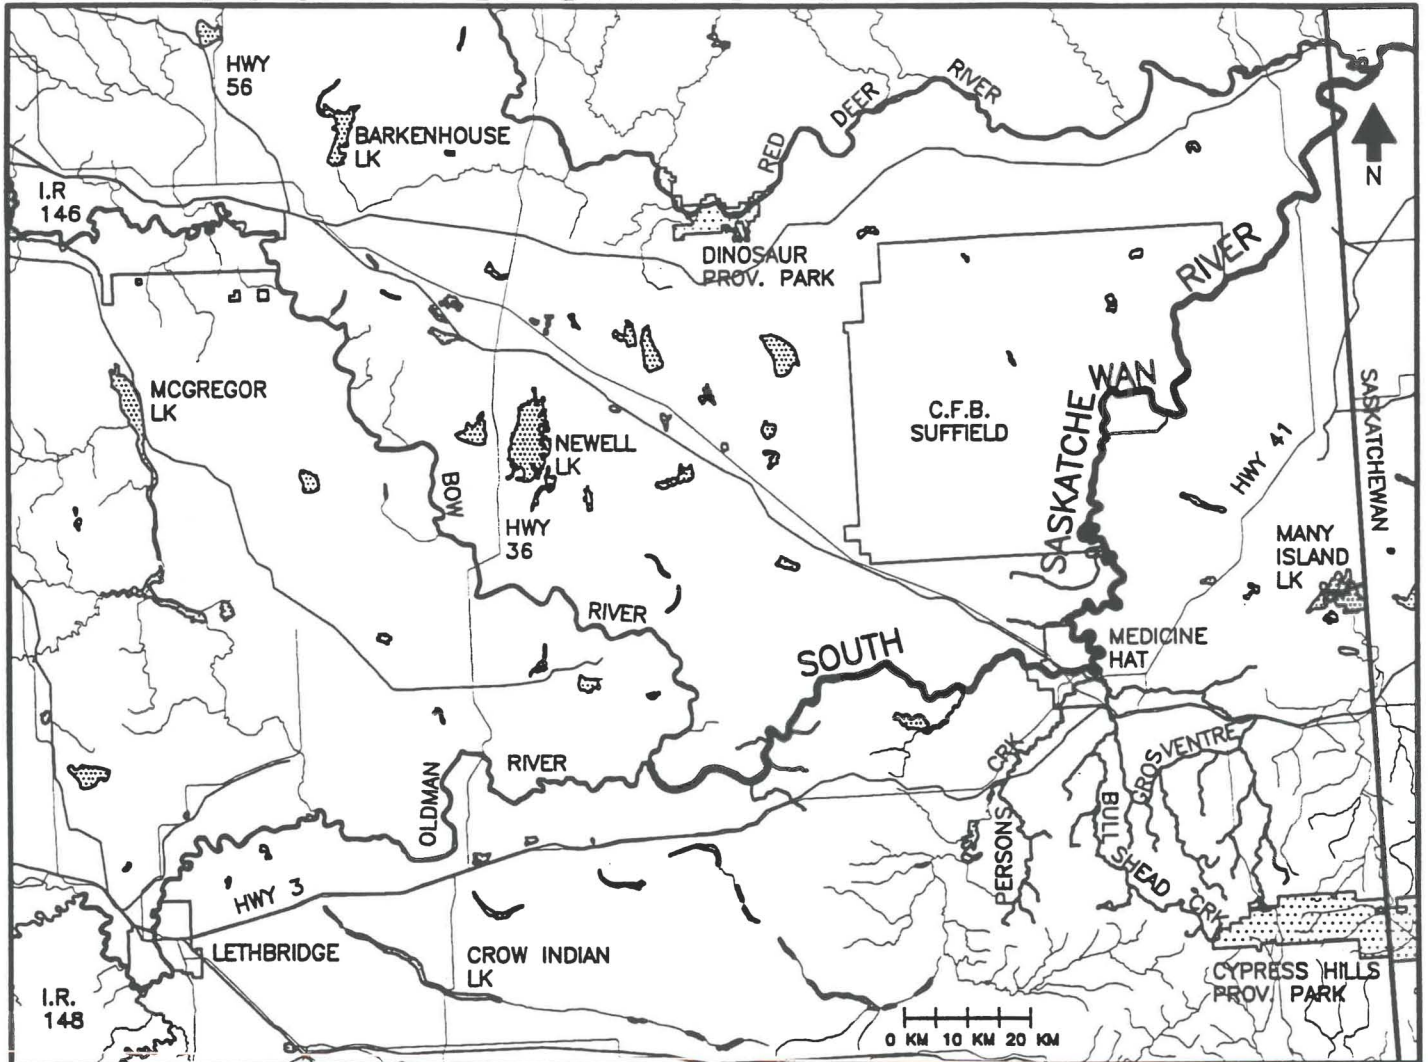 HWY
56
BARKENHOUSE
LK
RED DEER RIVER
I.R
146
N
DINOSAUR
PROV. PARK
RIVER
MCGREGOR
LK
SASKATCHE
WAN
C.F.B.
SUFFIELD
SASKATCHEWAN
NEWELL
LK
HWY 41
BOW
HWY
36
MANY
ISLAND
LK
RIVER
SOUTH
MEDICINE
HAT
OLDMAN
RIVER
PERSONS CRK
GROS VENTRE
BULL
SHEAD
CRK
HWY 3
LETHBRIDGE
CROW INDIAN
LK
CYPRESS HILLS
PROV. PARK
I.R.
148
0 KM 10 KM 20 KM